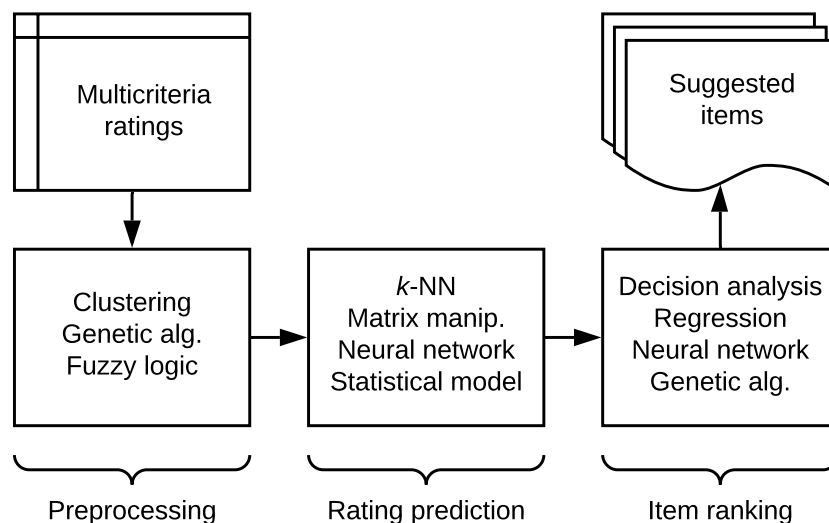 Multicriteria
ratings
Suggested
items
Clustering
Genetic alg.
Fuzzy logic
k-NN
Matrix manip.
Neural network
Statistical model
Decision analysis
Regression
Neural network
Genetic alg.
Preprocessing
Rating prediction
Item ranking